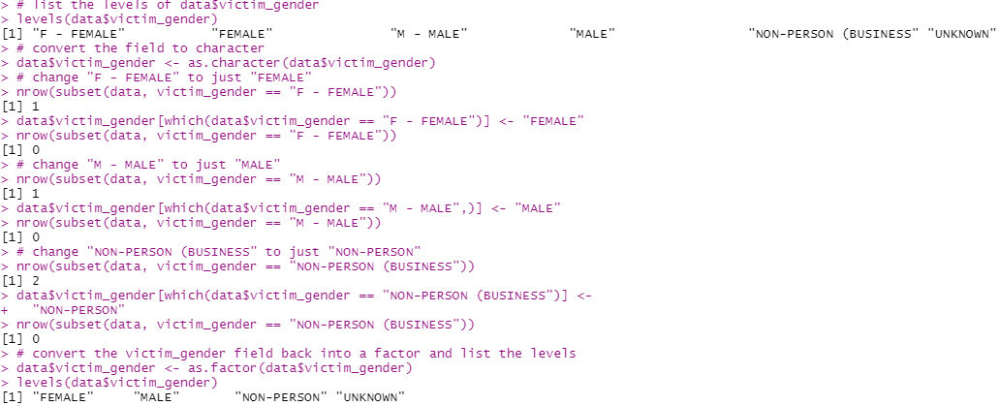 > # list the levels of data$victim_gender
> levels(data$victim_gender)
[1] "F - FEMALE"           "FEMALE"               "M - MALE"             "MALE"                 "NON-PERSON (BUSINESS" "UNKNOWN"
> # convert the field to character
> data$victim_gender <- as.character(data$victim_gender)
> # change "F - FEMALE" to just "FEMALE"
> nrow(subset(data, victim_gender == "F - FEMALE"))
[1] 1
> data$victim_gender[which(data$victim_gender == "F - FEMALE")] <- "FEMALE"
> nrow(subset(data, victim_gender == "F - FEMALE"))
[1] 0
> # change "M - MALE" to just "MALE"
> nrow(subset(data, victim_gender == "M - MALE"))
[1] 1
> data$victim_gender[which(data$victim_gender == "M - MALE",)] <- "MALE"
> nrow(subset(data, victim_gender == "M - MALE"))
[1] 0
> # change "NON-PERSON (BUSINESS" to just "NON-PERSON"
> nrow(subset(data, victim_gender == "NON-PERSON (BUSINESS"))
[1] 2
> data$victim_gender[which(data$victim_gender == "NON-PERSON (BUSINESS")] <-
+   "NON-PERSON"
> nrow(subset(data, victim_gender == "NON-PERSON (BUSINESS"))
[1] 0
> # convert the victim_gender field back into a factor and list the levels
> data$victim_gender <- as.factor(data$victim_gender)
> levels(data$victim_gender)
[1] "FEMALE"     "MALE"       "NON-PERSON" "UNKNOWN"